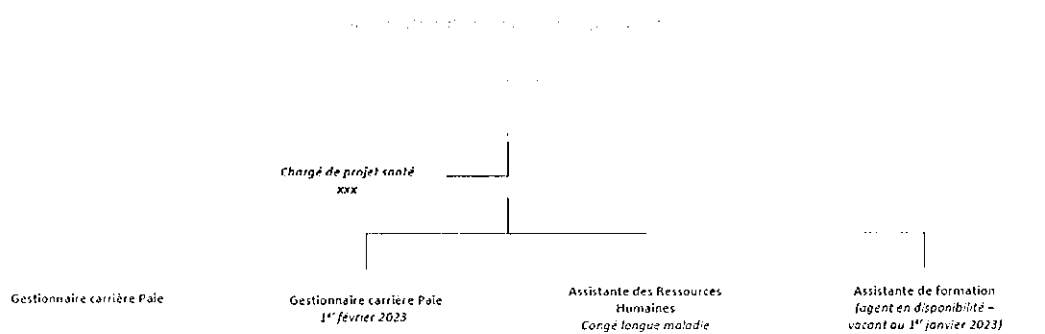 Chargé de projet santé
xxx
Gestionnaire carrière Paie
Gestionnaire carrière Paie
1er février 2023
Assistante des Ressources
Humaines
Congé longue maladie
Assistante de formation
(agent en disponibilité –
vacant au 1er janvier 2023)